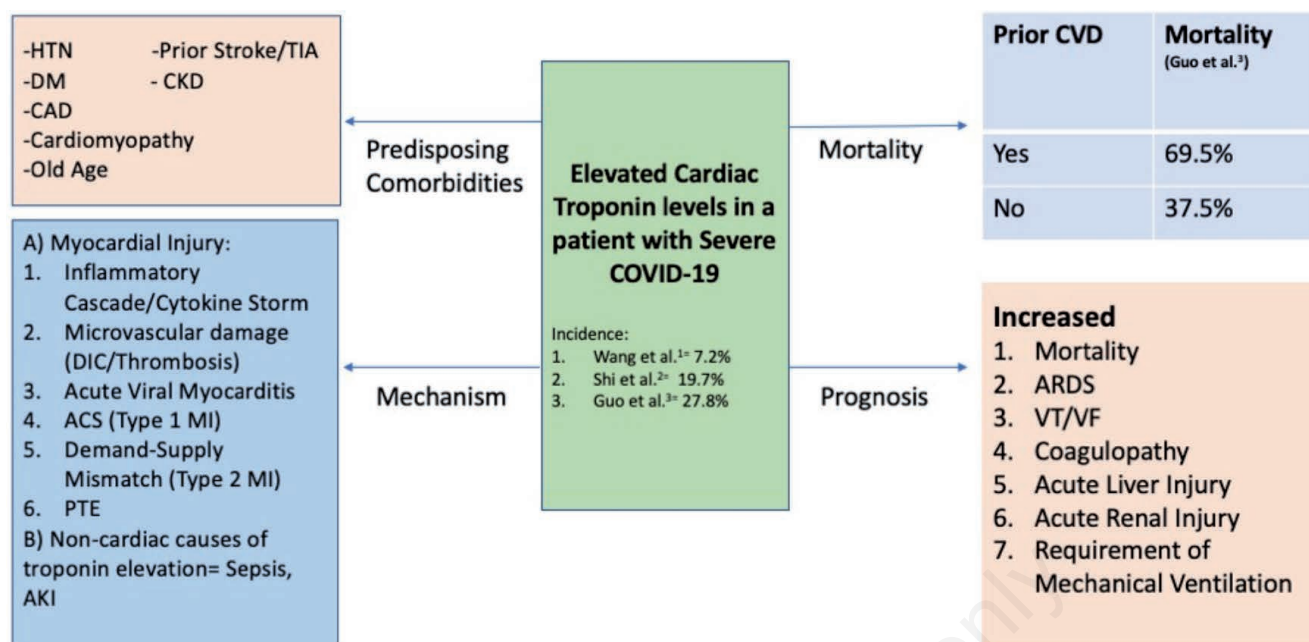 -HTN -Prior Stroke/TIA
-DM - CKD
-CAD
-Cardiomyopathy
-Old Age
Predisposing
Comorbidities
A) Myocardial Injury:
1. Inflammatory
Cascade/Cytokine Storm
2. Microvascular damage
(DIC/Thrombosis)
3. Acute Viral Myocarditis
4. ACS (Type 1 MI)
5. Demand-Supply
Mismatch (Type 2 MI)
6. PTE
B) Non-cardiac causes of
troponin elevation= Sepsis,
AKI
Mechanism
Elevated Cardiac
Troponin levels in a
patient with Severe
COVID-19
Incidence:
1. Wang et al.¹⁼ 7.2%
2. Shi et al.²⁼ 19.7%
3. Guo et al.³⁼ 27.8%
Mortality
Prior CVD Mortality
(Guo et al.³)
Yes 69.5%
No 37.5%
Prognosis
Increased
1. Mortality
2. ARDS
3. VT/VF
4. Coagulopathy
5. Acute Liver Injury
6. Acute Renal Injury
7. Requirement of
Mechanical Ventilation
only